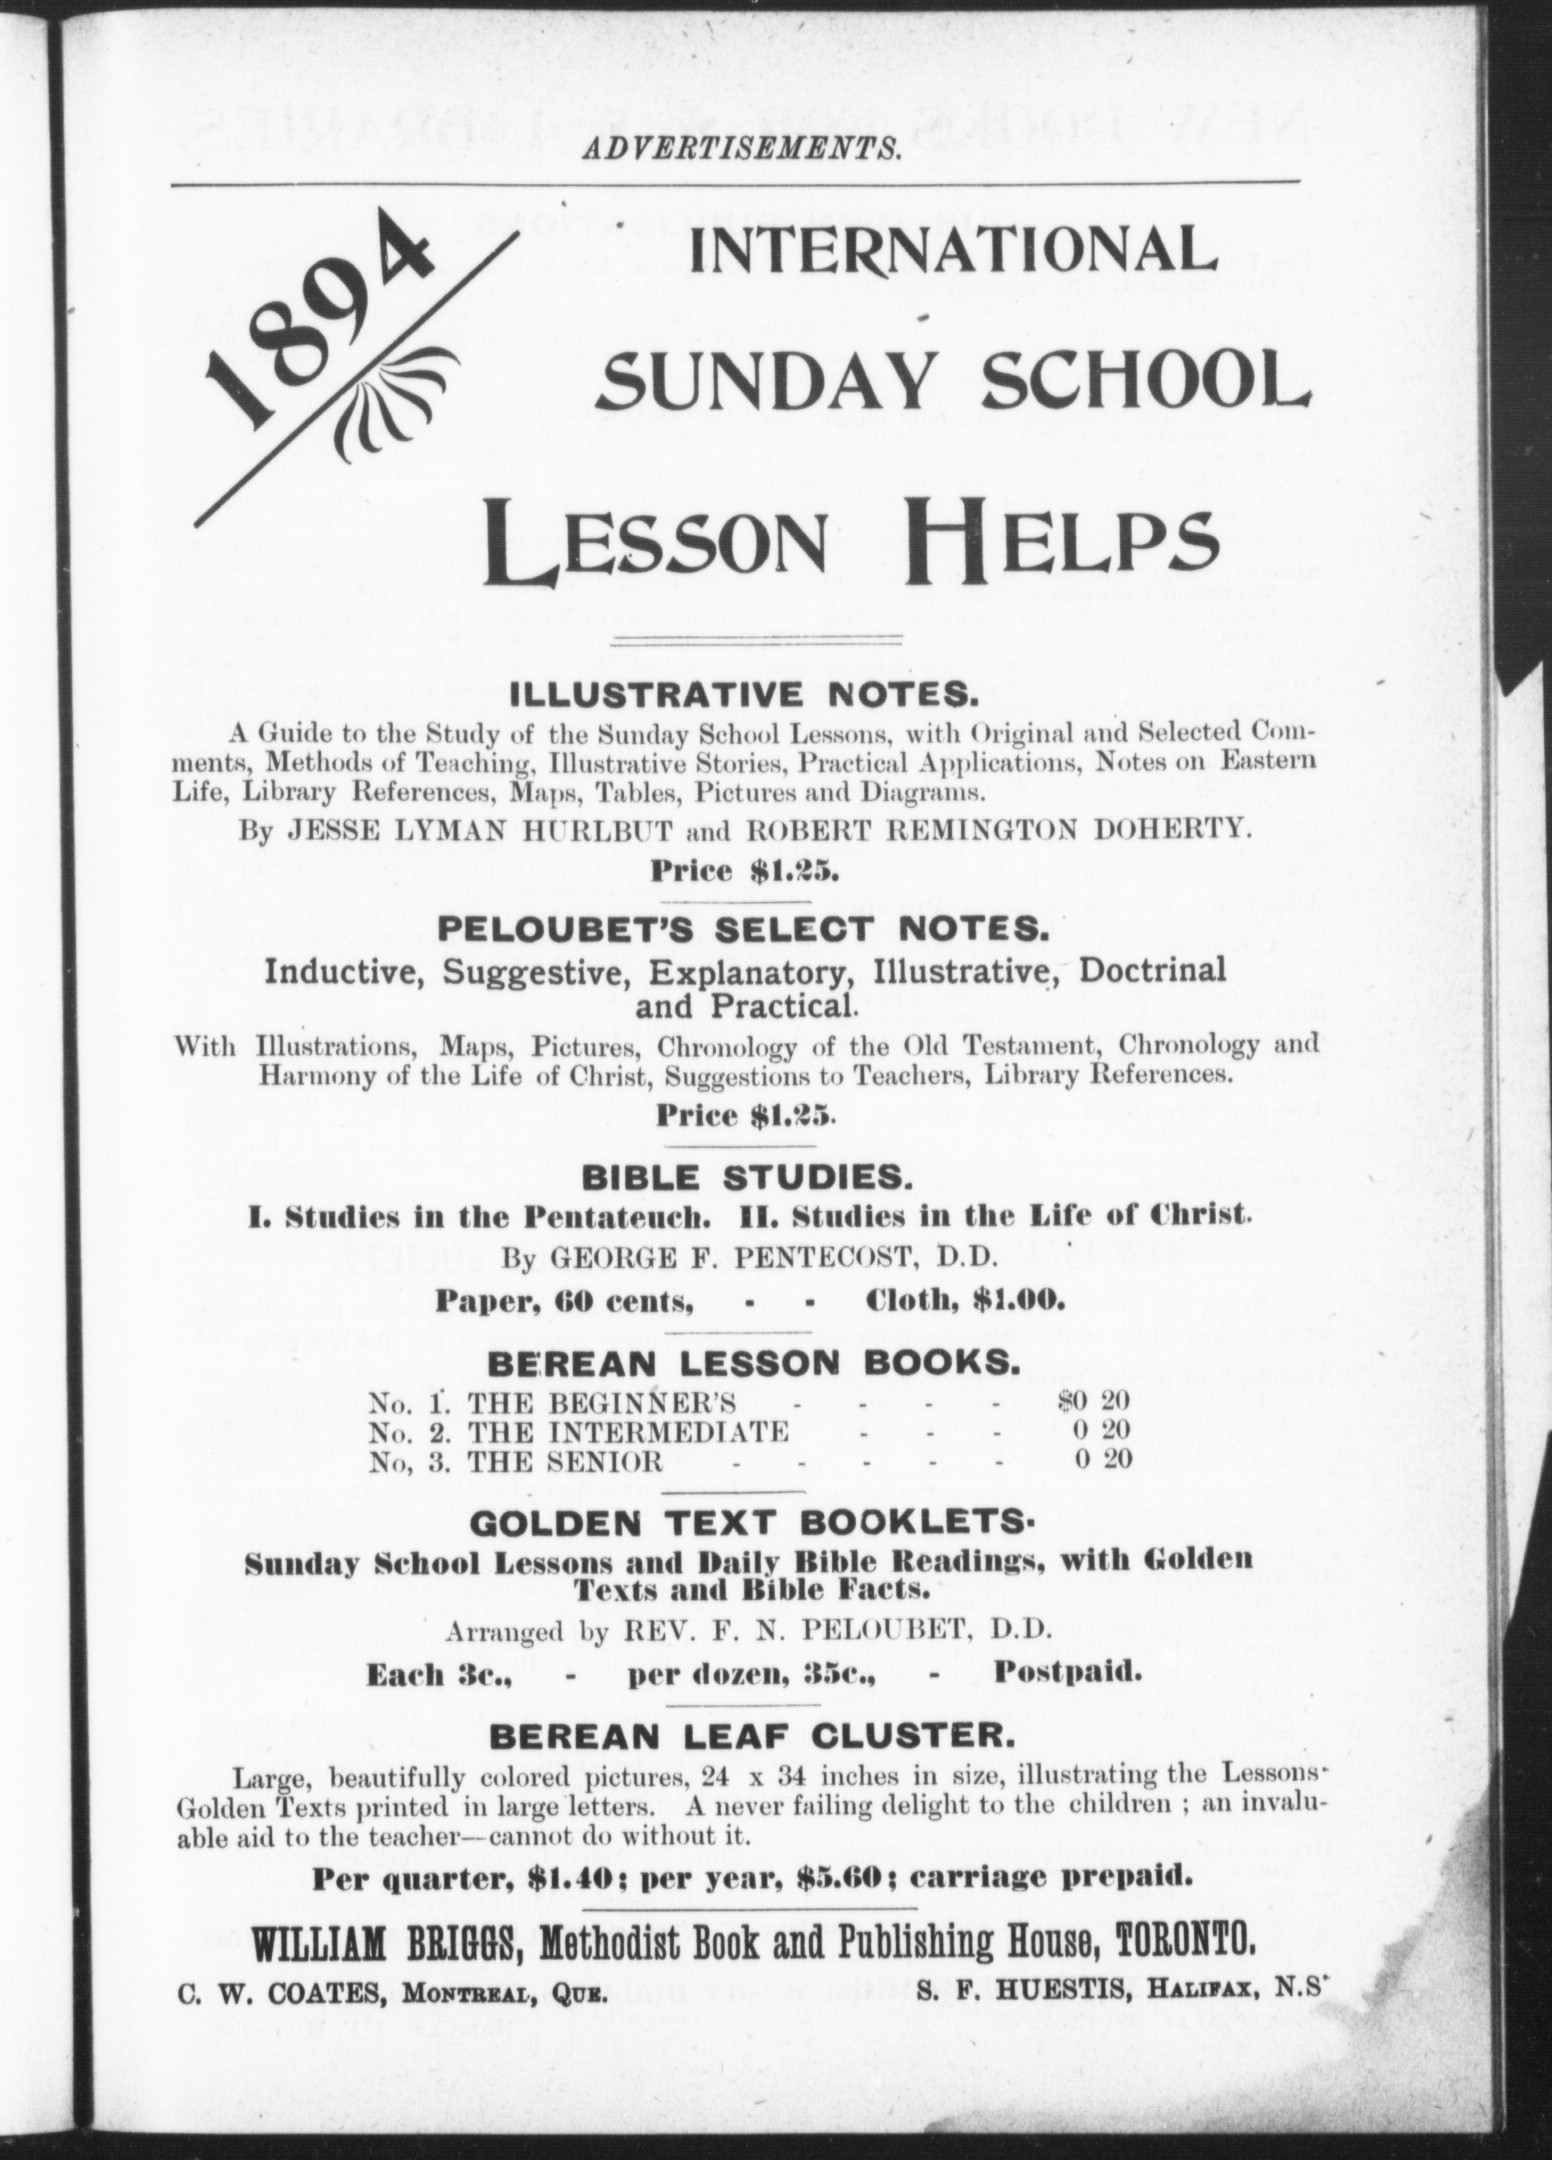 ADVERTISEMENTS.
1894
INTERNATIONAL
SUNDAY SCHOOL
LESSON HELPS
ILLUSTRATIVE NOTES.
A Guide to the Study of the Sunday School Lessons, with Original and Selected Com-
ments, Methods of Teaching, Illustrative Stories, Practical Applications, Notes on Eastern
Life, Library References, Maps, Tables, Pictures and Diagrams.
By JESSE LYMAN HURLBUT and ROBERT REMINGTON DOHERTY.
Price $1.25.
PELOUBET'S SELECT NOTES.
Inductive, Suggestive, Explanatory, Illustrative, Doctrinal
and Practical.
With Illustrations, Maps, Pictures, Chronology of the Old Testament, Chronology and
Harmony of the Life of Christ, Suggestions to Teachers, Library References.
Price $1.25.
BIBLE STUDIES.
I. Studies in the Pentateuch. II. Studies in the Life of Christ.
By GEORGE F. PENTECOST, D.D.
Paper, 60 cents, - - Cloth, $1.00.
BEREAN LESSON BOOKS.
No. 1. THE BEGINNER'S - - - - $0 20
No. 2. THE INTERMEDIATE - - - 0 20
No, 3. THE SENIOR - - - - - 0 20
GOLDEN TEXT BOOKLETS.
Sunday School Lessons and Daily Bible Readings, with Golden
Texts and Bible Facts.
Arranged by REV. F. N. PELOUBET, D.D.
Each 3c., - per dozen, 35c., - Postpaid.
BEREAN LEAF CLUSTER.
Large, beautifully colored pictures, 24 x 34 inches in size, illustrating the Lessons.
Golden Texts printed in large letters. A never failing delight to the children ; an invalu-
able aid to the teacher—cannot do without it.
Per quarter, $1.40; per year, $5.60; carriage prepaid.
WILLIAM BRIGGS, Methodist Book and Publishing House, TORONTO.
C. W. COATES, MONTREAL, QUE. S. F. HUESTIS, HALIFAX, N.S.